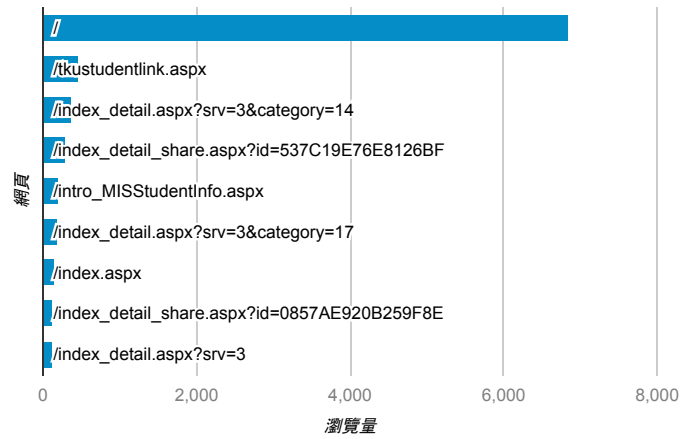 /
/tkustudentlink.aspx
/index_detail.aspx?srv=3&category=14
/index_detail_share.aspx?id=537C19E76E8126BF
/intro_MISStudentInfo.aspx
/index_detail.aspx?srv=3&category=17
/index.aspx
/index_detail_share.aspx?id=0857AE920B259F8E
/index_detail.aspx?srv=3
網頁
0 2,000 4,000 6,000 8,000
瀏覽量